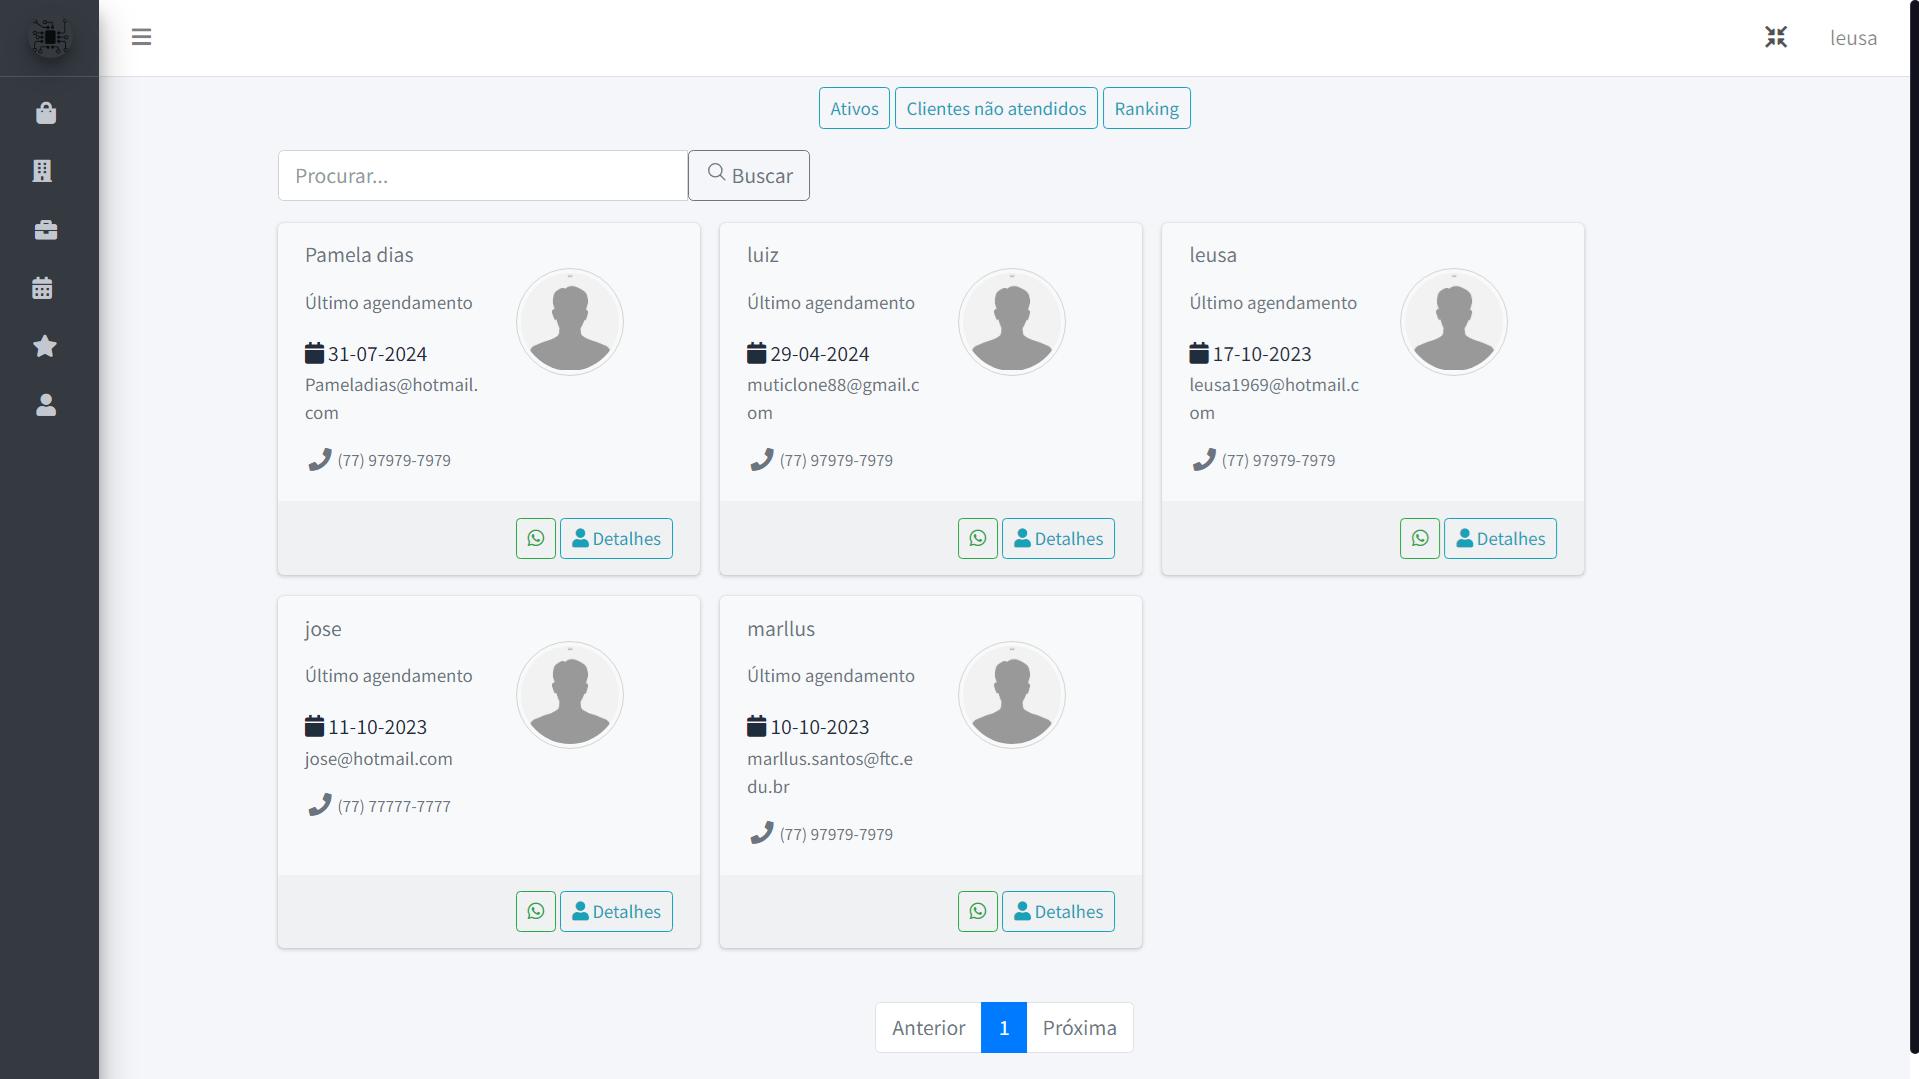 leusa
Ativos
Clientes não atendidos
Ranking
Procurar...
Buscar
Pamela dias
Último agendamento
31-07-2024
Pameladias@hotmail.
com
(77) 97979-7979
Detalhes
luiz
Último agendamento
29-04-2024
muticlone88@gmail.c
om
(77) 97979-7979
Detalhes
leusa
Último agendamento
17-10-2023
leusa1969@hotmail.c
om
(77) 97979-7979
Detalhes
jose
Último agendamento
11-10-2023
jose@hotmail.com
(77) 77777-7777
Detalhes
marllus
Último agendamento
10-10-2023
marllus.santos@ftc.e
du.br
(77) 97979-7979
Detalhes
Anterior
1
Próxima